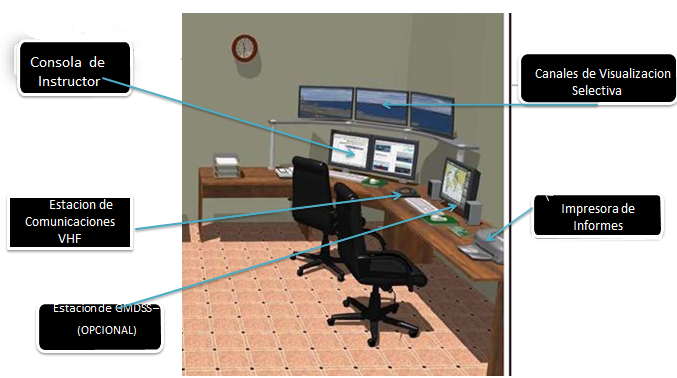 Consola de
Instructor
Canales de Visualizacion
Selectiva
Estacion de
Comunicaciones
VHF
Impresora de
Informes
Estacion de GMDSS–
(OPCIONAL)